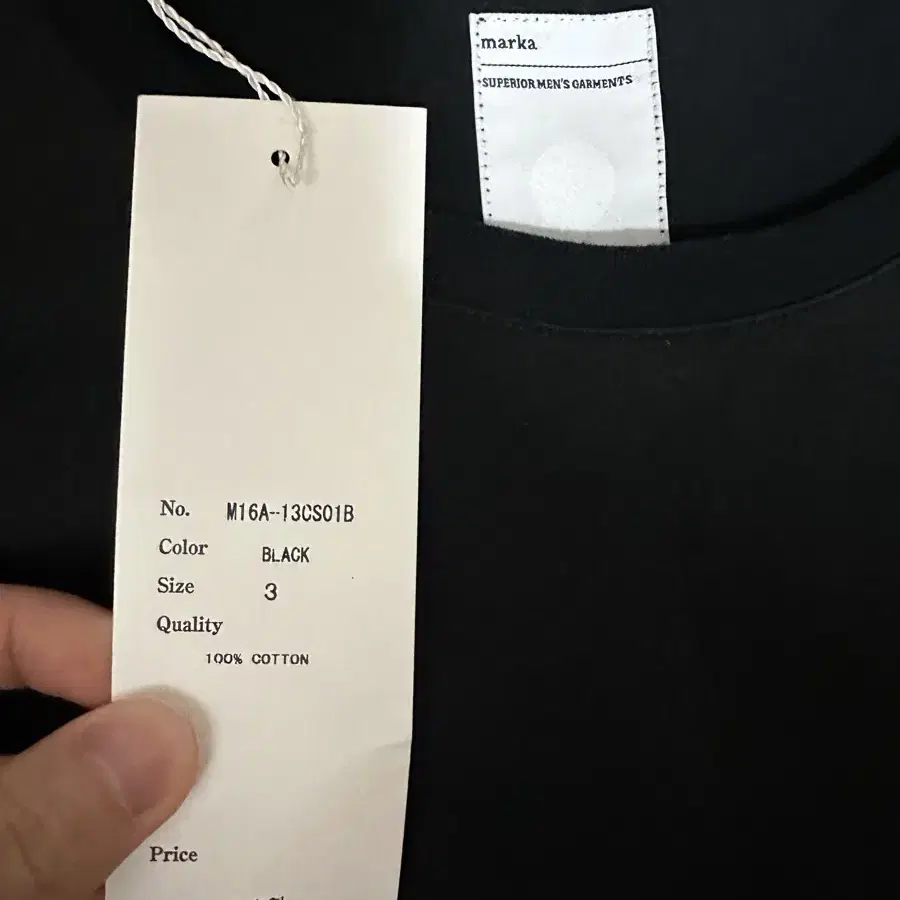 marka
SUPERIOR MEN'S GARMENTS
No. M16A--13CS01B
Color BLACK
Size 3
Quality
100% COTTON
Price